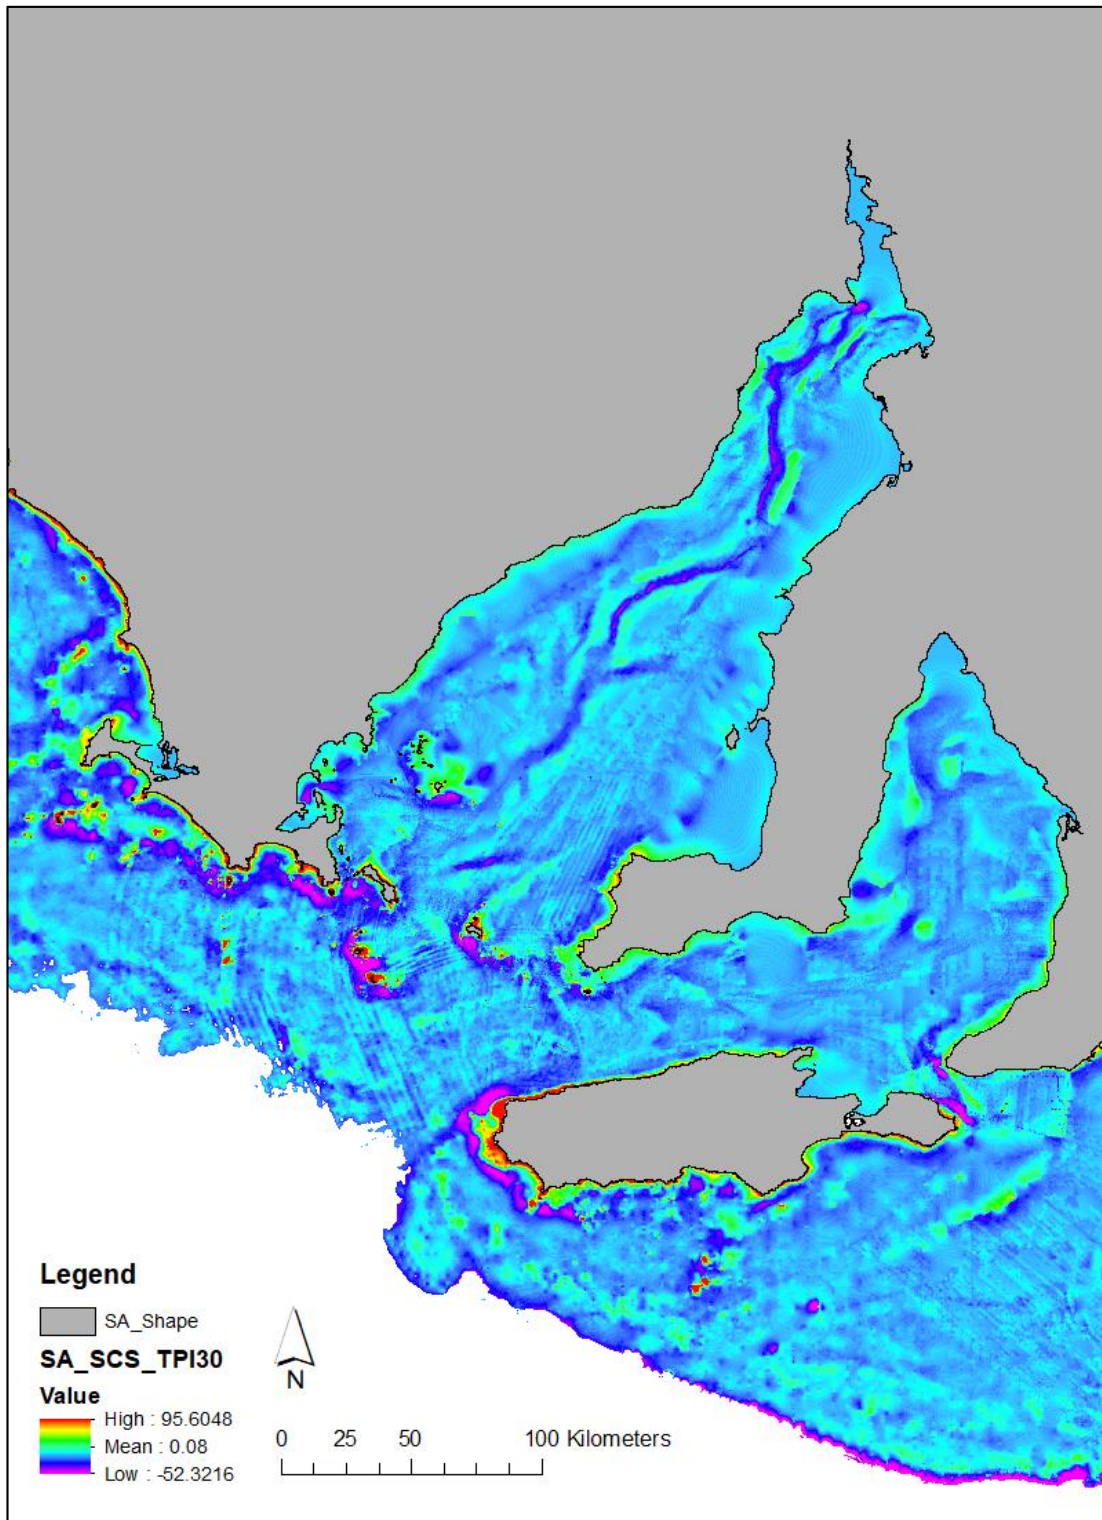 Legend
SA_Shape
SA_SCS_TPI30
Value
High : 95.6048
Mean : 0.08
Low : -52.3216
N
0 25 50 100 Kilometers